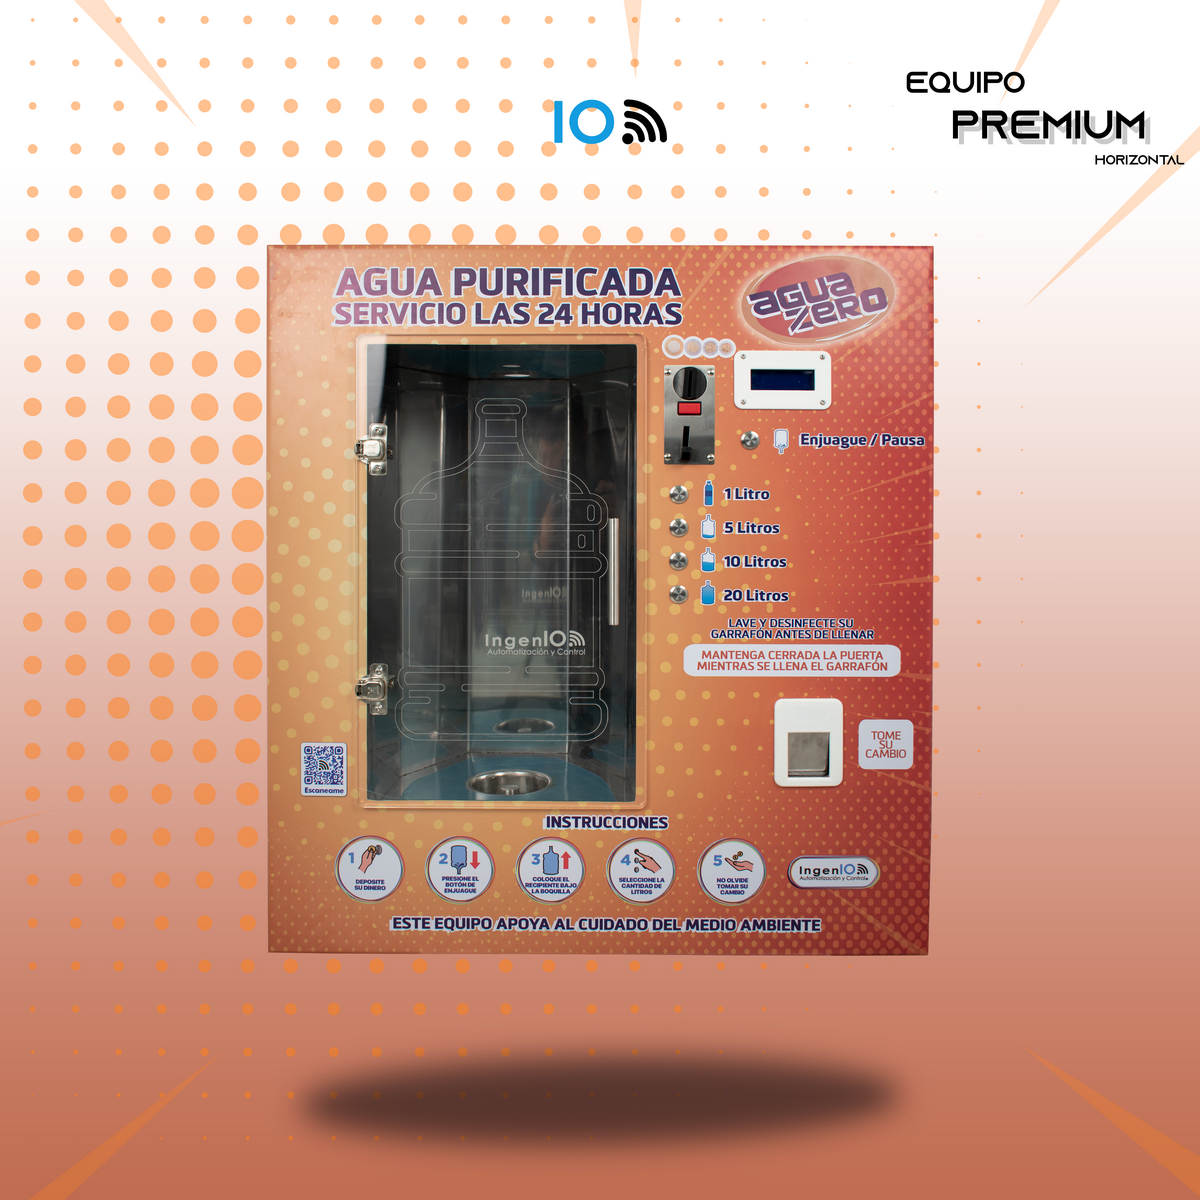 IO
EQUIPO
PREMIUM
HORIZONTAL
AGUA PURIFICADA
SERVICIO LAS 24 HORAS
AGUA
ZERO
Enjuague / Pausa
1 Litro
5 Litros
10 Litros
20 Litros
LAVE Y DESINFECTE SU
GARRAFÓN ANTES DE LLENAR
MANTENGA CERRADA LA PUERTA
MIENTRAS SE LLENA EL GARRAFÓN
IngenIO
IngenIO
Automatización y Control
TOME
SU
CAMBIO
Escaneame
INSTRUCCIONES
1
DEPOSITE
SU DINERO
2
PRESIONE EL
BOTÓN DE
ENJUAGUE
3
COLOQUE EL
RECIPIENTE BAJO
LA BOQUILLA
4
SELECCIONE LA
CANTIDAD DE
LITROS
5
NO OLVIDE
TOMAR SU
CAMBIO
IngenIO
Automatización y Control
ESTE EQUIPO APOYA AL CUIDADO DEL MEDIO AMBIENTE